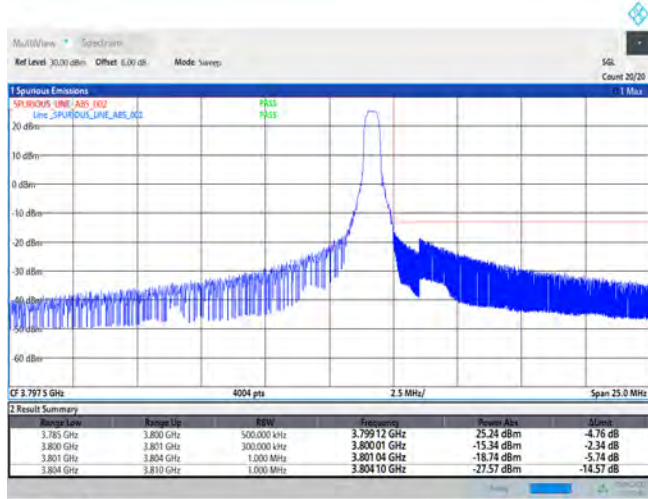 MultiView Spectrum
Ref Level 30.00 dBm Offset 6.00 dB Mode Sweep SGL
Count 20/20
1 Spurious Emissions 1 Max
SPURIOUS_LINE_ABS_002 PASS
Line _SPURIOUS_LINE_ABS_002 PASS
20 dBm
10 dBm
0 dBm
-10 dBm
-20 dBm
-30 dBm
-40 dBm
-50 dBm
-60 dBm
CF 3.797 5 GHz 4004 pts 2.5 MHz/ Span 25.0 MHz
2 Result Summary
Range Low Range Up RBW Frequency Power Abs ΔLimit
3.785 GHz 3.800 GHz 500.000 kHz 3.799 12 GHz 25.24 dBm -4.76 dB
3.800 GHz 3.801 GHz 300.000 kHz 3.800 01 GHz -15.34 dBm -2.34 dB
3.801 GHz 3.804 GHz 1.000 MHz 3.801 04 GHz -18.74 dBm -5.74 dB
3.804 GHz 3.810 GHz 1.000 MHz 3.804 10 GHz -27.57 dBm -14.57 dB